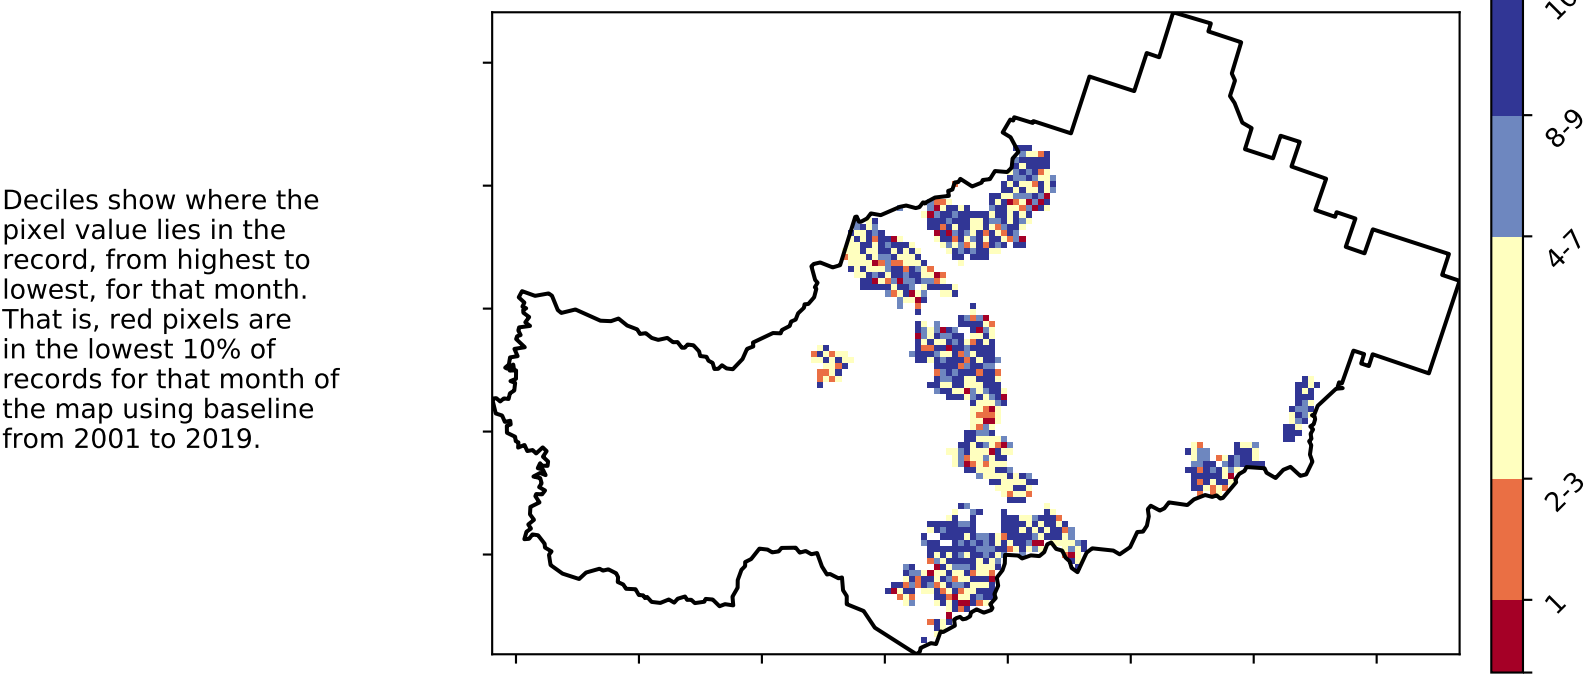 Deciles show where the
pixel value lies in the
record, from highest to
lowest, for that month.
That is, red pixels are
in the lowest 10% of
records for that month of
the map using baseline
from 2001 to 2019.
10
8-9
4-7
2-3
1